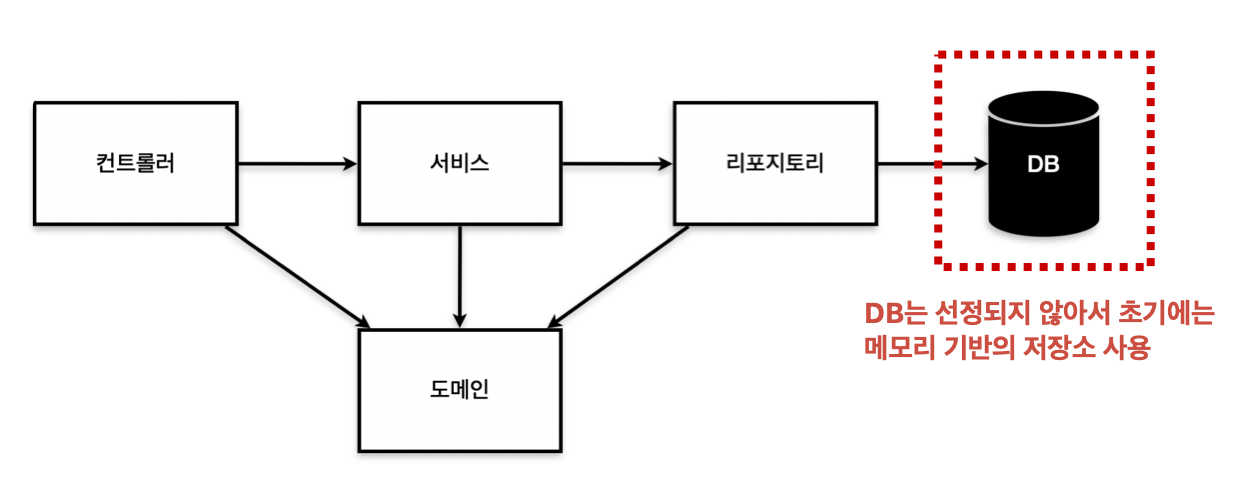 컨트롤러
서비스
리포지토리
DB
DB는 선정되지 않아서 초기에는
메모리 기반의 저장소 사용
도메인